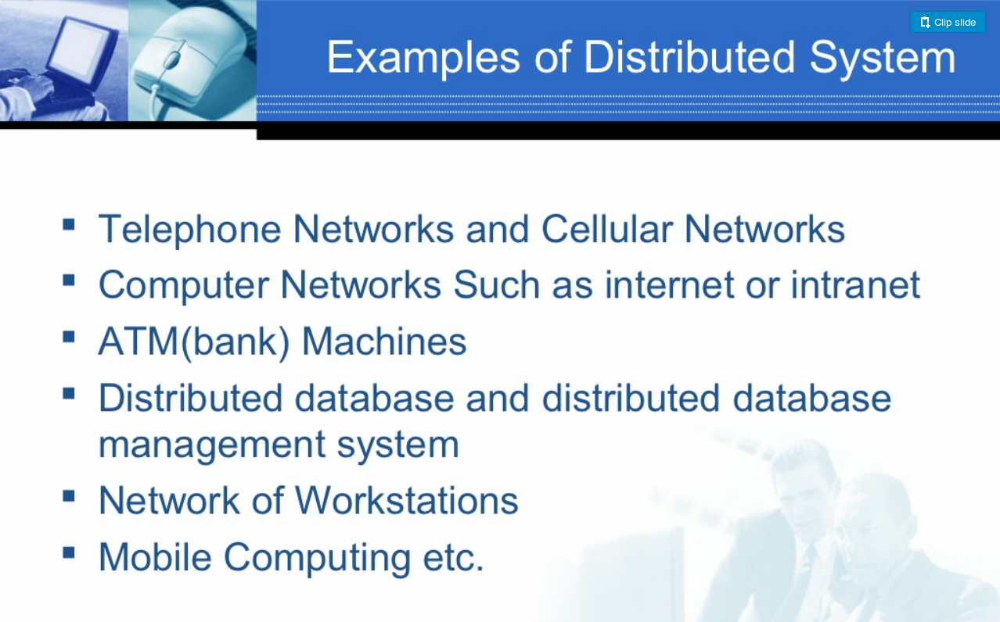 Clip slide
Examples of Distributed System
▪ Telephone Networks and Cellular Networks
▪ Computer Networks Such as internet or intranet
▪ ATM(bank) Machines
▪ Distributed database and distributed database
management system
▪ Network of Workstations
▪ Mobile Computing etc.